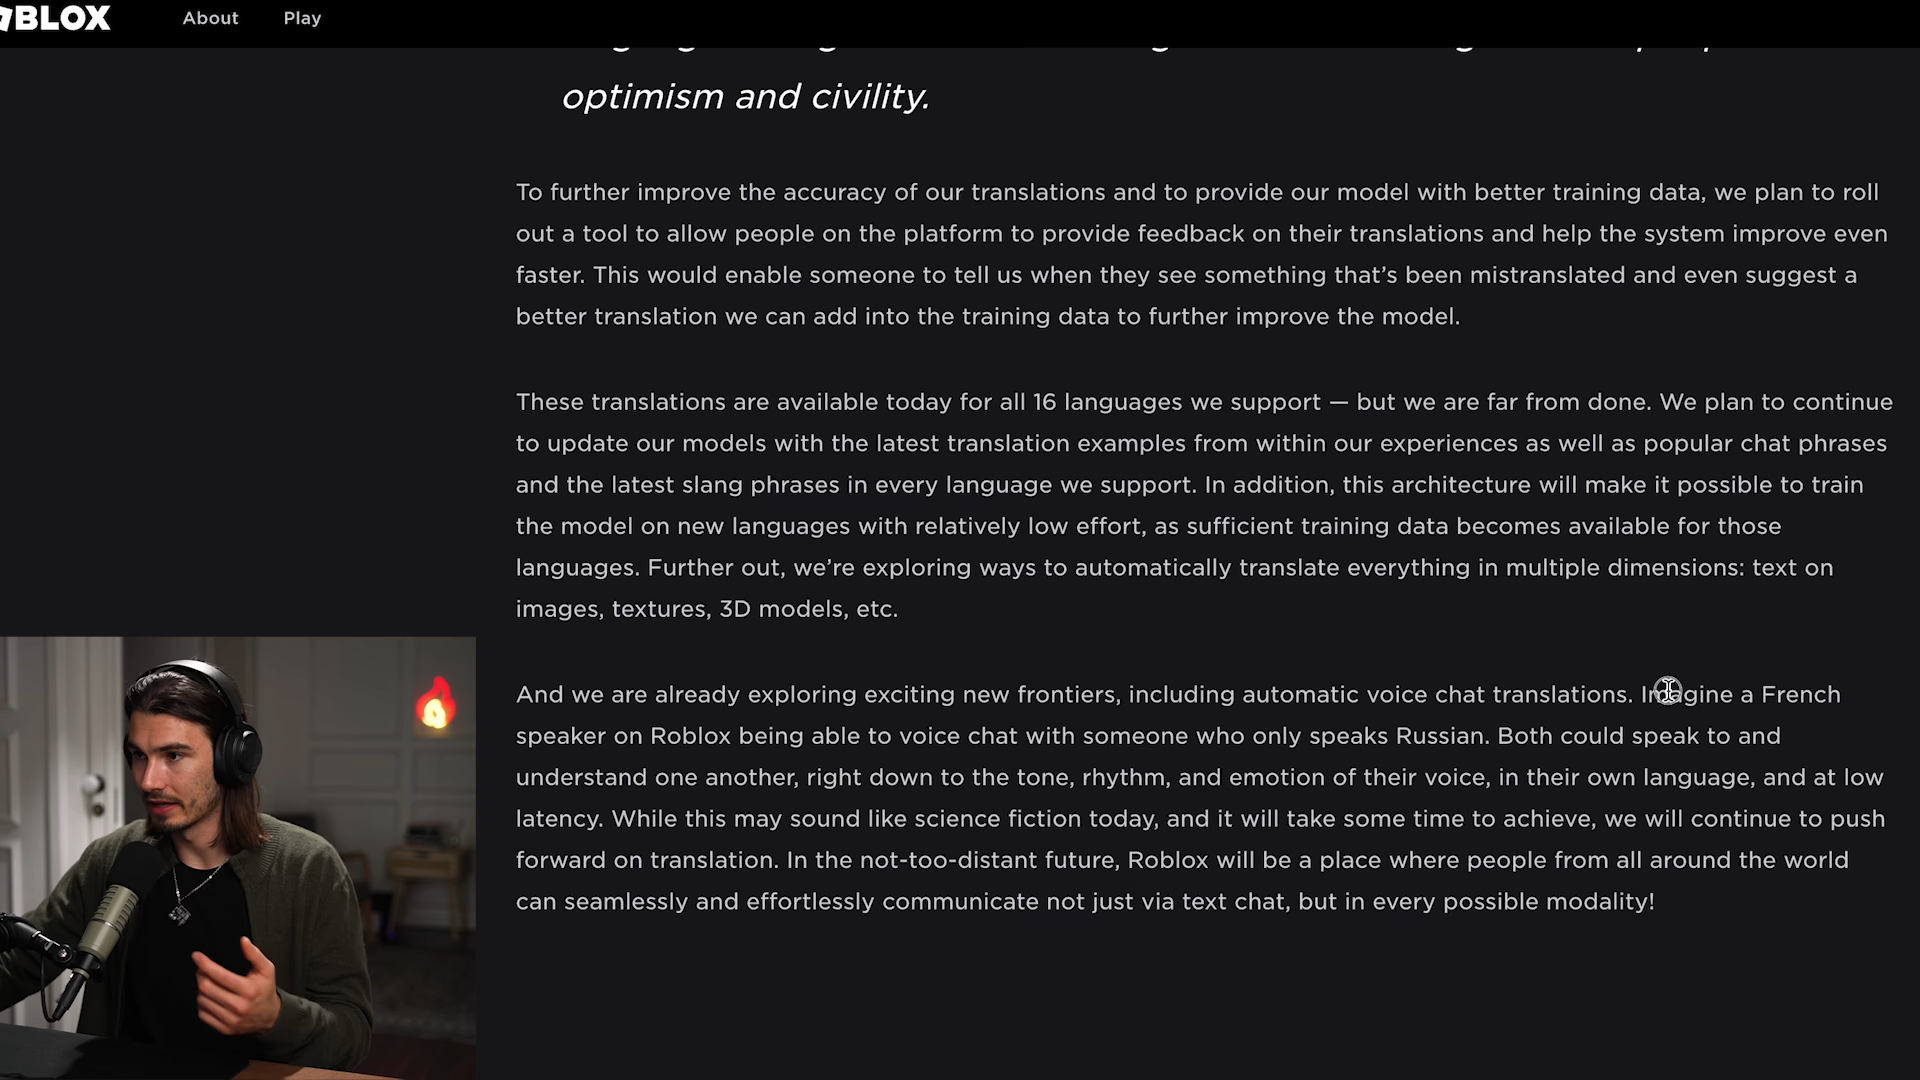 BLOX
About
Play
optimism and civility.
To further improve the accuracy of our translations and to provide our model with better training data, we plan to roll
out a tool to allow people on the platform to provide feedback on their translations and help the system improve even
faster. This would enable someone to tell us when they see something that’s been mistranslated and even suggest a
better translation we can add into the training data to further improve the model.
These translations are available today for all 16 languages we support — but we are far from done. We plan to continue
to update our models with the latest translation examples from within our experiences as well as popular chat phrases
and the latest slang phrases in every language we support. In addition, this architecture will make it possible to train
the model on new languages with relatively low effort, as sufficient training data becomes available for those
languages. Further out, we’re exploring ways to automatically translate everything in multiple dimensions: text on
images, textures, 3D models, etc.
And we are already exploring exciting new frontiers, including automatic voice chat translations. Imagine a French
speaker on Roblox being able to voice chat with someone who only speaks Russian. Both could speak to and
understand one another, right down to the tone, rhythm, and emotion of their voice, in their own language, and at low
latency. While this may sound like science fiction today, and it will take some time to achieve, we will continue to push
forward on translation. In the not-too-distant future, Roblox will be a place where people from all around the world
can seamlessly and effortlessly communicate not just via text chat, but in every possible modality!